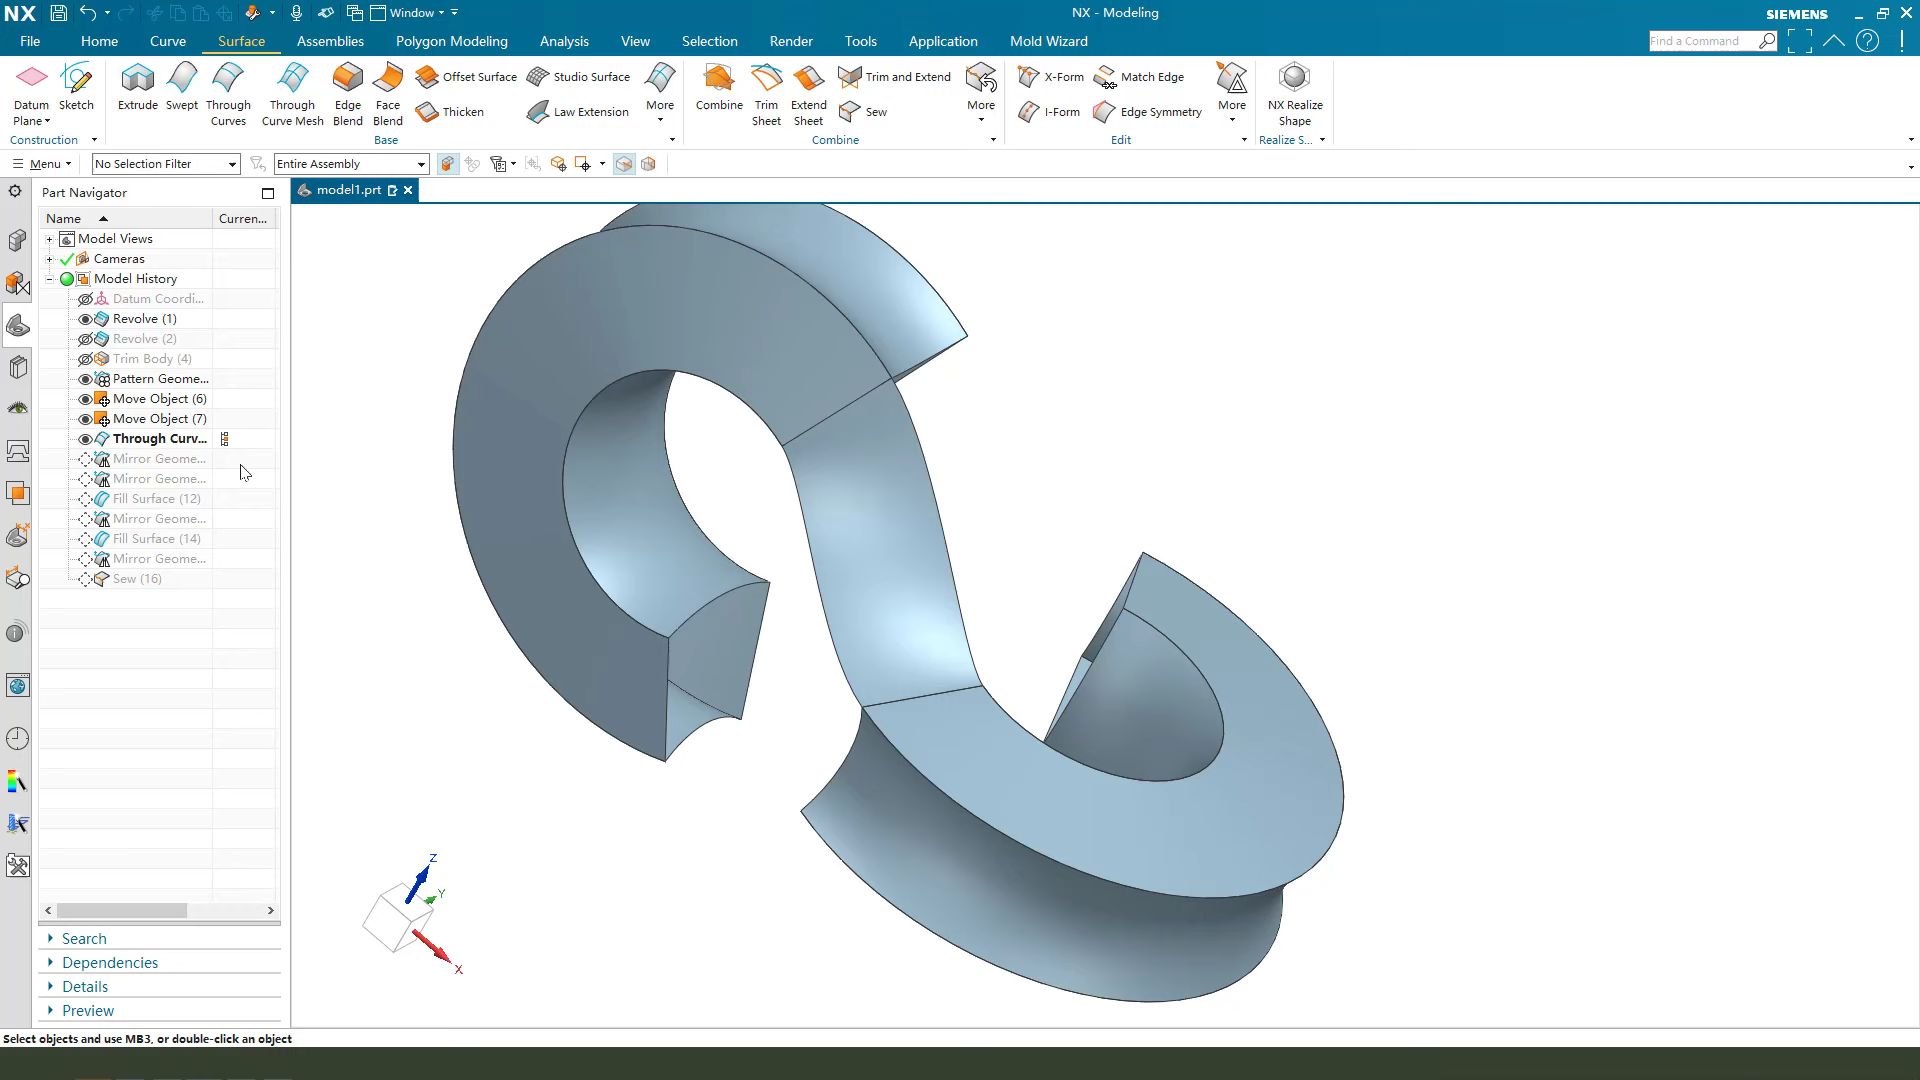 NX
Window
NX - Modeling
SIEMENS
File
Home
Curve
Surface
Assemblies
Polygon Modeling
Analysis
View
Selection
Render
Tools
Application
Mold Wizard
Find a Command
Datum Plane
Sketch
Extrude
Swept
Through Curves
Through Curve Mesh
Edge Blend
Face Blend
Offset Surface
Thicken
Studio Surface
Law Extension
More
Combine
Trim Sheet
Extend Sheet
Trim and Extend
Sew
More
X-Form
I-Form
Match Edge
Edge Symmetry
More
NX Realize Shape
Construction
Base
Combine
Edit
Realize S...
Menu
No Selection Filter
Entire Assembly
Part Navigator
model1.prt
Name
Curren...
Model Views
Cameras
Model History
Datum Coordi...
Revolve (1)
Revolve (2)
Trim Body (4)
Pattern Geome...
Move Object (6)
Move Object (7)
Through Curv...
Mirror Geome...
Mirror Geome...
Fill Surface (12)
Mirror Geome...
Fill Surface (14)
Mirror Geome...
Sew (16)
Z
Y
X
Search
Dependencies
Details
Preview
Select objects and use MB3, or double-click an object